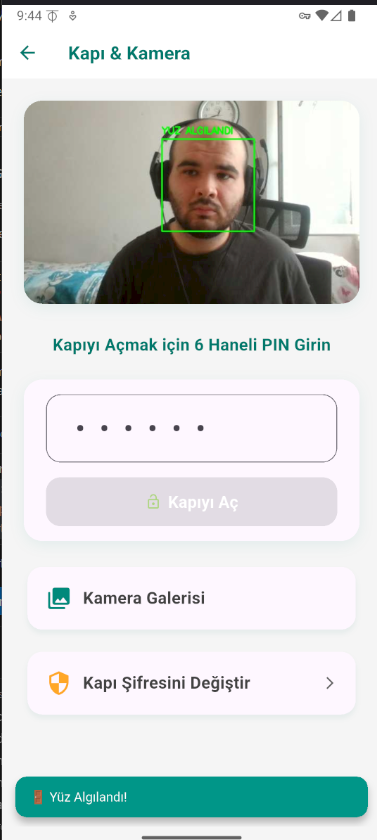 9:44
Kapı & Kamera
YÜZ ALGILANDI
Kapıyı Açmak için 6 Haneli PIN Girin
Kapıyı Aç
Kamera Galerisi
Kapı Şifresini Değiştir
Yüz Algılandı!